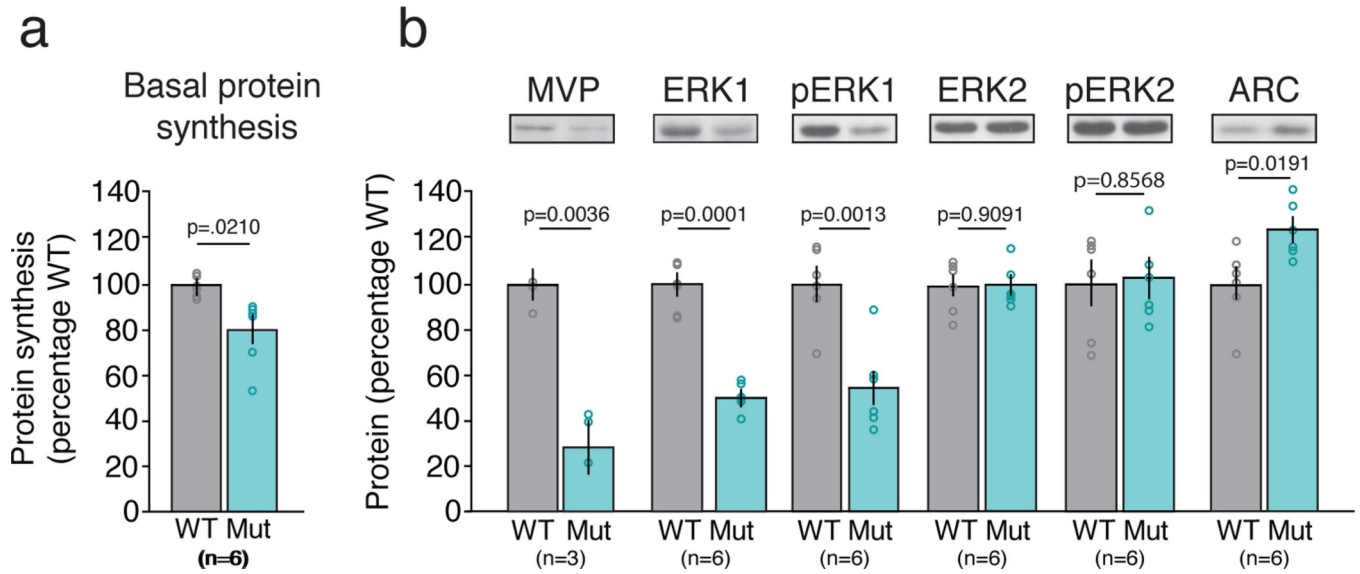 a
Basal protein
synthesis
Protein synthesis
(percentage WT)
140
120
100
80
60
40
20
0
p=.0210
WT Mut
(n=6)
b
MVP ERK1 pERK1 ERK2 pERK2 ARC
Protein (percentage WT)
140
120
100
80
60
40
20
0
p=0.0036 p=0.0001 p=0.0013 p=0.9091 p=0.8568 p=0.0191
WT Mut WT Mut WT Mut WT Mut WT Mut WT Mut
(n=3) (n=6) (n=6) (n=6) (n=6) (n=6)